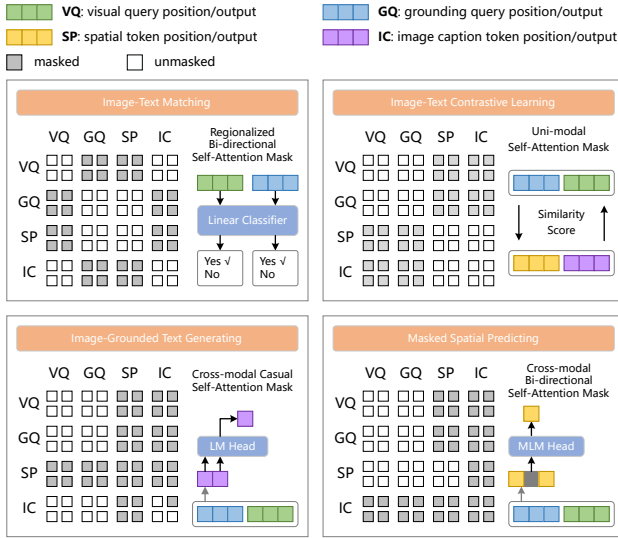 VQ: visual query position/output
GQ: grounding query position/output
SP: spatial token position/output
IC: image caption token position/output
masked
unmasked
Image-Text Matching
VQ GQ SP IC
VQ
GQ
SP
IC
Regionalized
Bi-directional
Self-Attention Mask
Linear Classifier
Yes √
No
Yes √
No
Image-Text Contrastive Learning
VQ GQ SP IC
VQ
GQ
SP
IC
Uni-modal
Self-Attention Mask
Similarity
Score
Image-Grounded Text Generating
VQ GQ SP IC
VQ
GQ
SP
IC
Cross-modal Casual
Self-Attention Mask
LM Head
Masked Spatial Predicting
VQ GQ SP IC
VQ
GQ
SP
IC
Cross-modal
Bi-directional
Self-Attention Mask
MLM Head